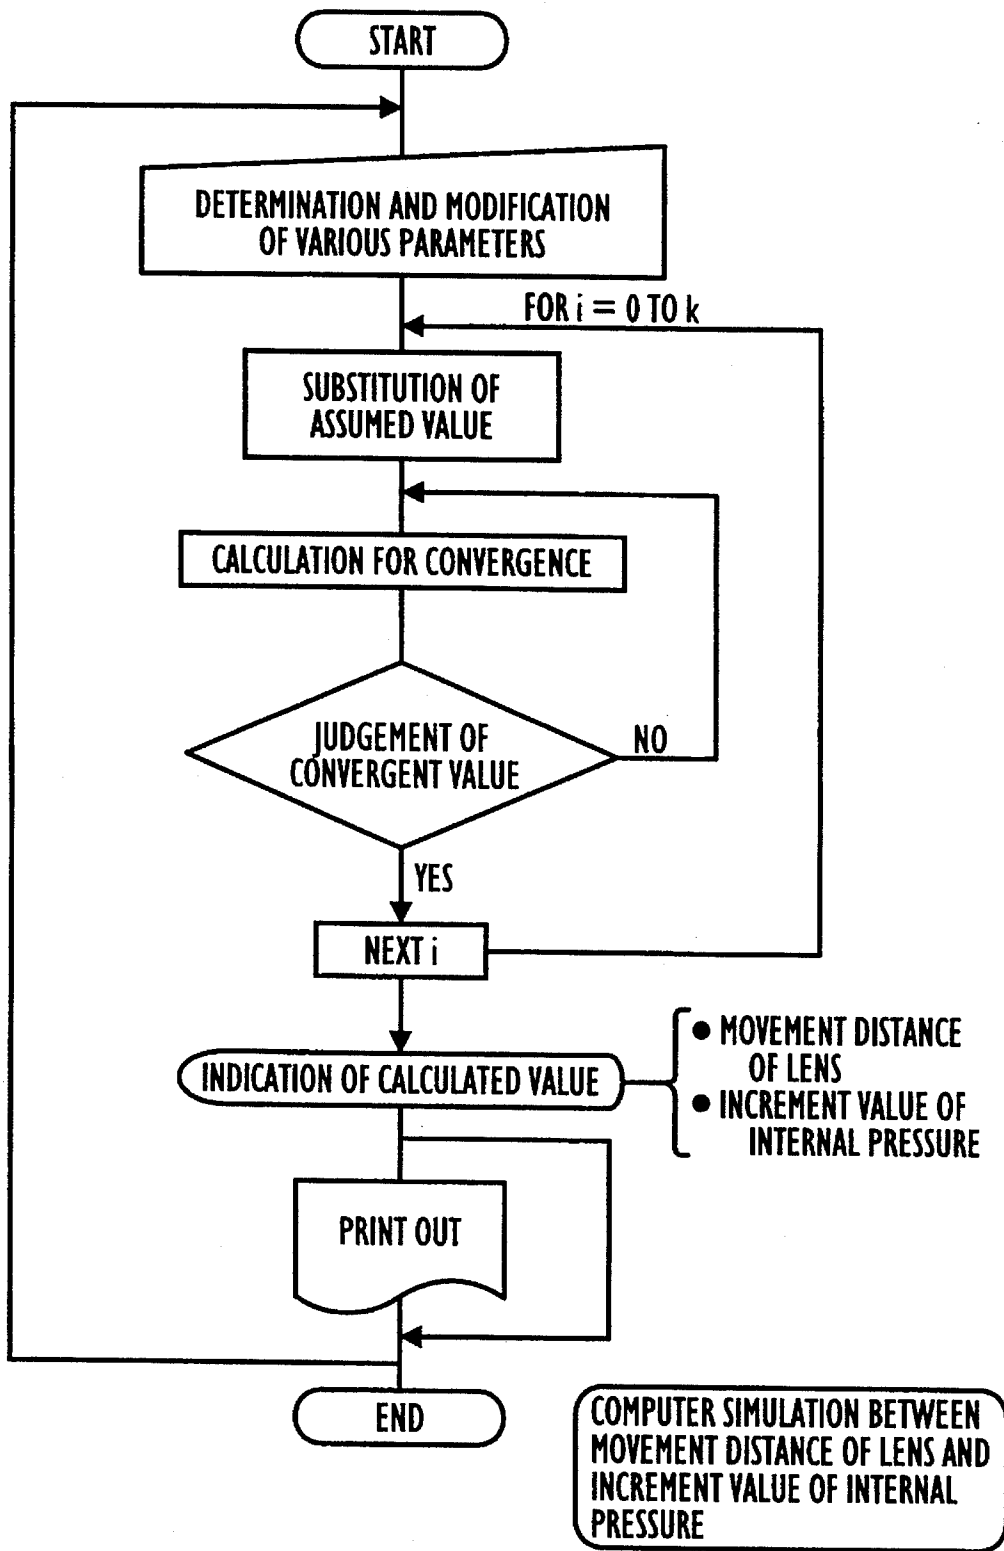 START
DETERMINATION AND MODIFICATION
OF VARIOUS PARAMETERS
FOR i = 0 TO k
SUBSTITUTION OF
ASSUMED VALUE
CALCULATION FOR CONVERGENCE
JUDGEMENT OF
CONVERGENT VALUE
NO
YES
NEXT i
INDICATION OF CALCULATED VALUE
● MOVEMENT DISTANCE
OF LENS
● INCREMENT VALUE OF
INTERNAL PRESSURE
PRINT OUT
END
COMPUTER SIMULATION BETWEEN
MOVEMENT DISTANCE OF LENS AND
INCREMENT VALUE OF INTERNAL
PRESSURE